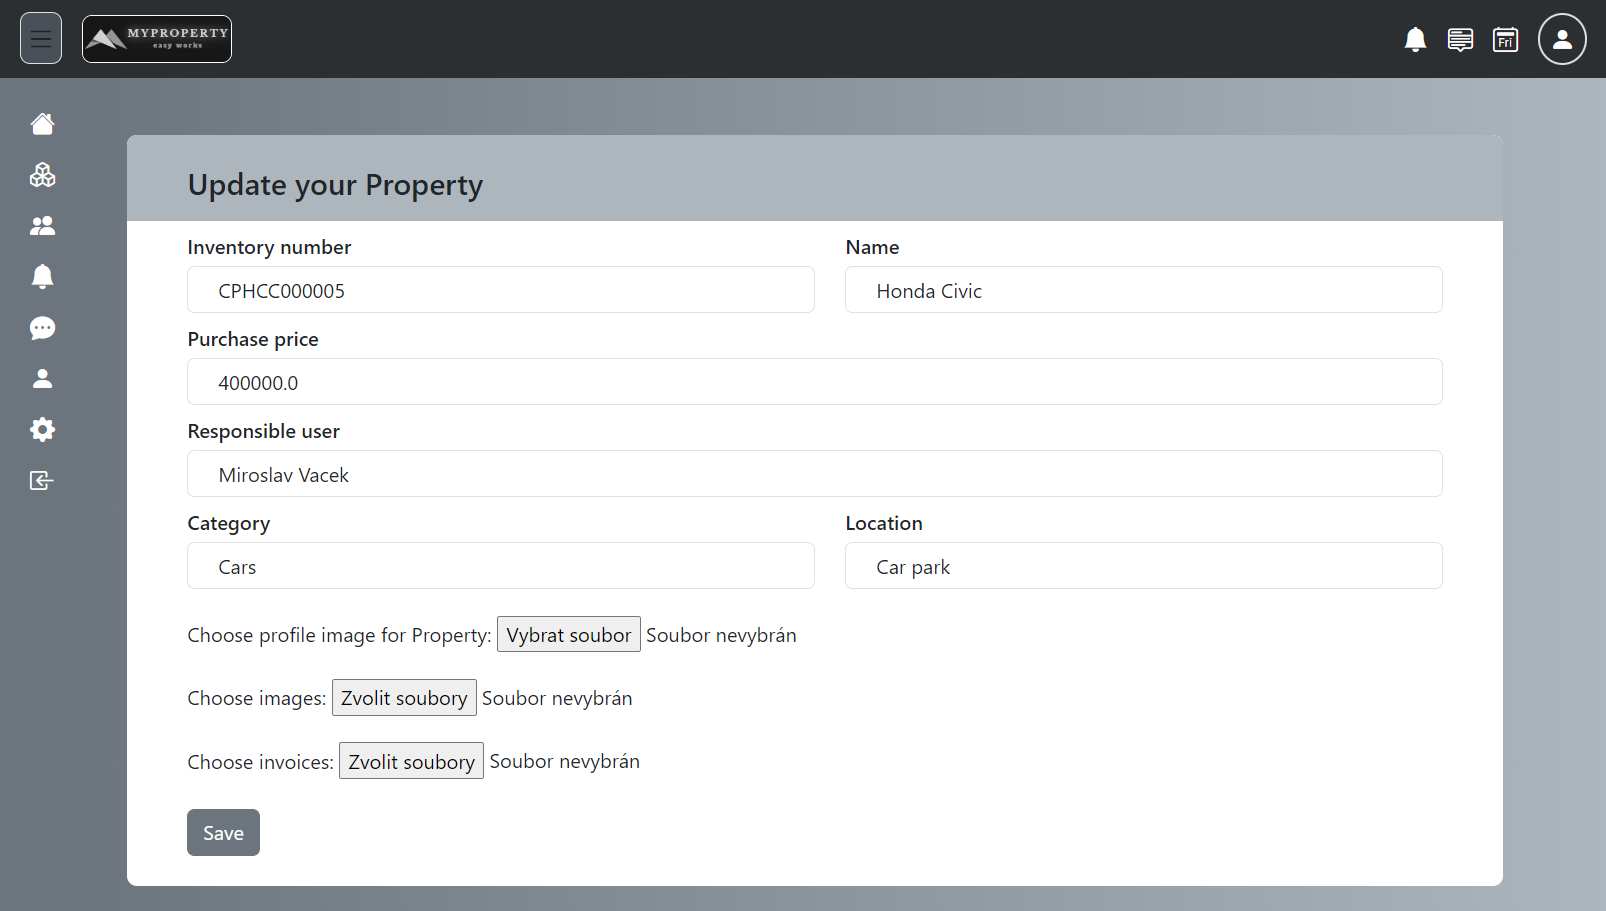 MYPROPERTY
easy works
Fri
Update your Property
Inventory number
Name
CPHCC000005
Honda Civic
Purchase price
400000.0
Responsible user
Miroslav Vacek
Category
Location
Cars
Car park
Choose profile image for Property: Vybrat soubor Soubor nevybrán
Choose images: Zvolit soubory Soubor nevybrán
Choose invoices: Zvolit soubory Soubor nevybrán
Save